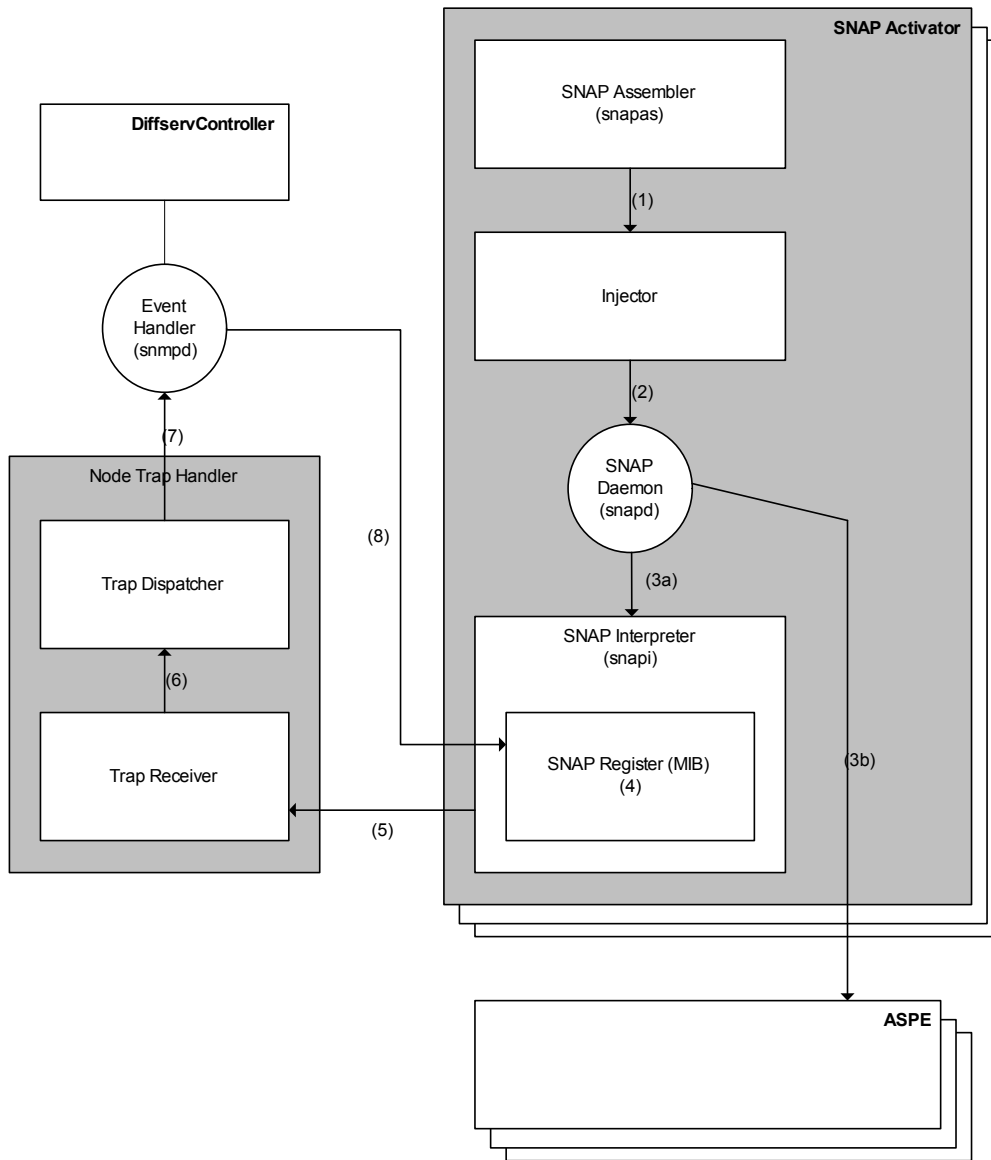 SNAP Activator
SNAP Assembler
(snapas)
DiffservController
(1)
Injector
Event
Handler
(snmpd)
(2)
(7)
Node Trap Handler
SNAP
Daemon
(snapd)
(8)
Trap Dispatcher
(3a)
SNAP Interpreter
(snapi)
(6)
SNAP Register (MIB)
(4)
(3b)
Trap Receiver
(5)
ASPE